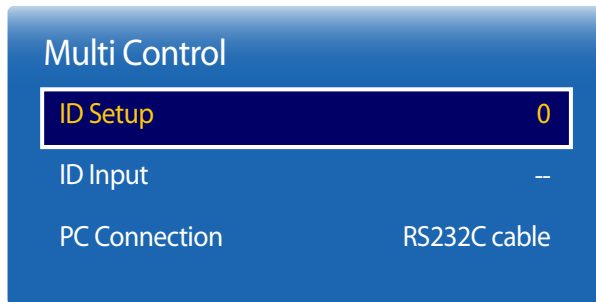 Multi Control
ID Setup 0
ID Input --
PC Connection RS232C cable